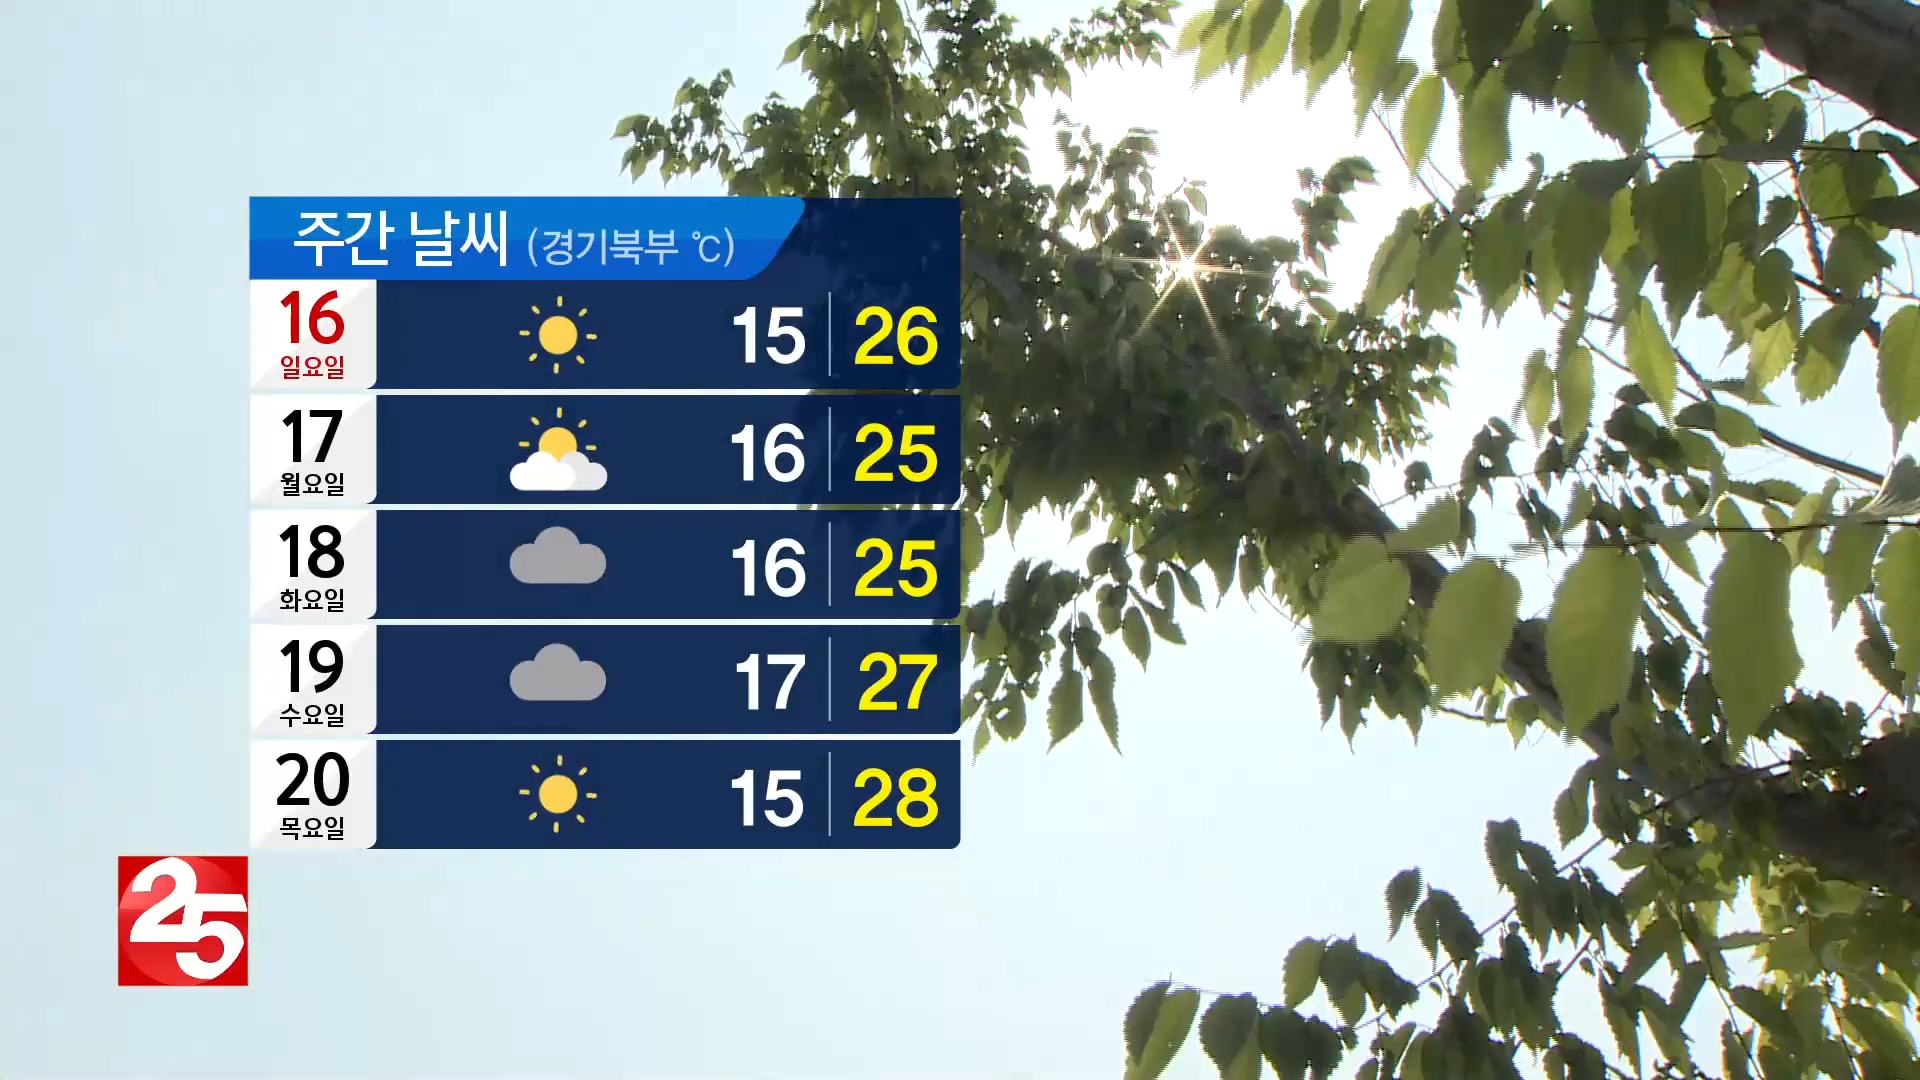 주간 날씨 (경기북부 ℃)
16 15 26
일요일
17 16 25
월요일
18 16 25
화요일
19 17 27
수요일
20 15 28
목요일
25